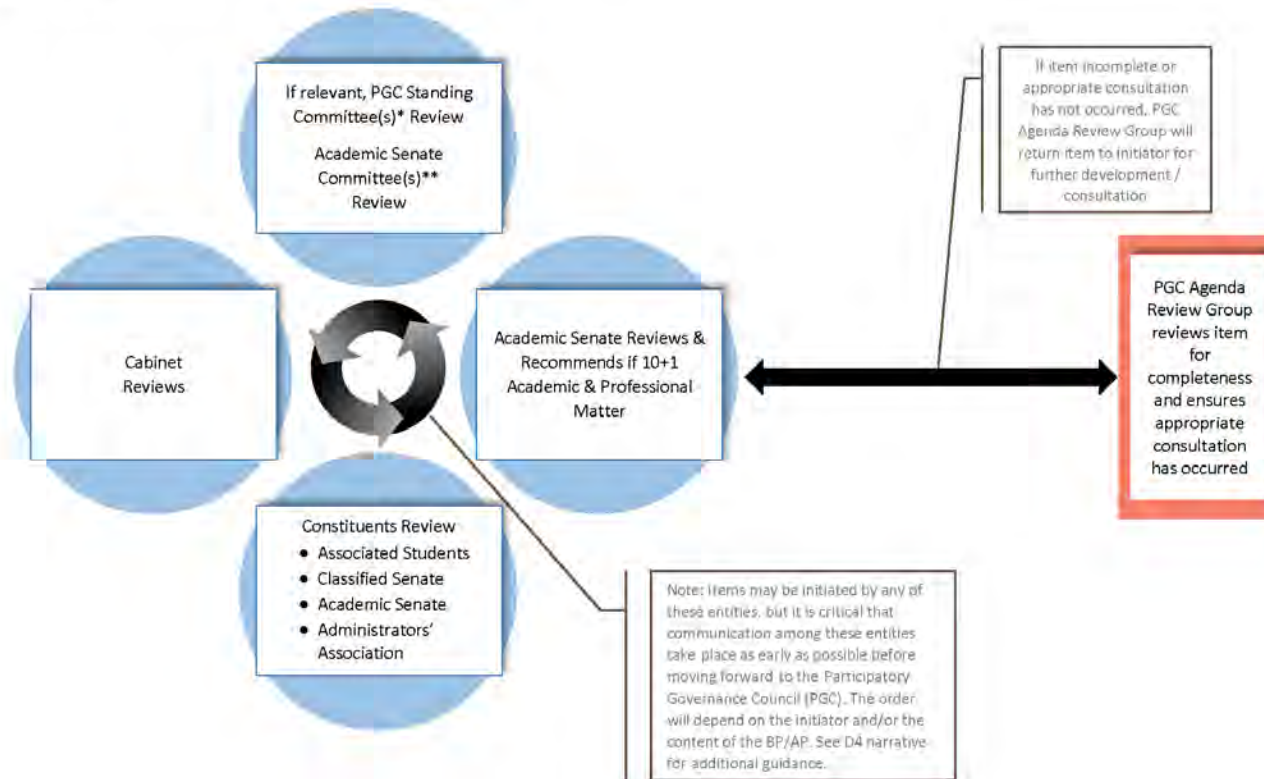 If relevant, PGC Standing
Committee(s)* Review
Academic Senate
Committee(s)**
Review
If item incomplete or
appropriate consultation
has not occurred, PGC
Agenda Review Group will
return item to initiator for
further development /
consultation
Cabinet
Reviews
Academic Senate Reviews &
Recommends if 10+1
Academic & Professional
Matter
PGC Agenda
Review Group
reviews item
for
completeness
and ensures
appropriate
consultation
has occurred
Constituents Review
• Associated Students
• Classified Senate
• Academic Senate
• Administrators'
Association
Note: Items may be initiated by any of
these entities, but it is critical that
communication among these entities
take place as early as possible before
moving forward to the Participatory
Governance Council (PGC). The order
will depend on the initiator and/or the
content of the BP/AP. See D4 narrative
for additional guidance.